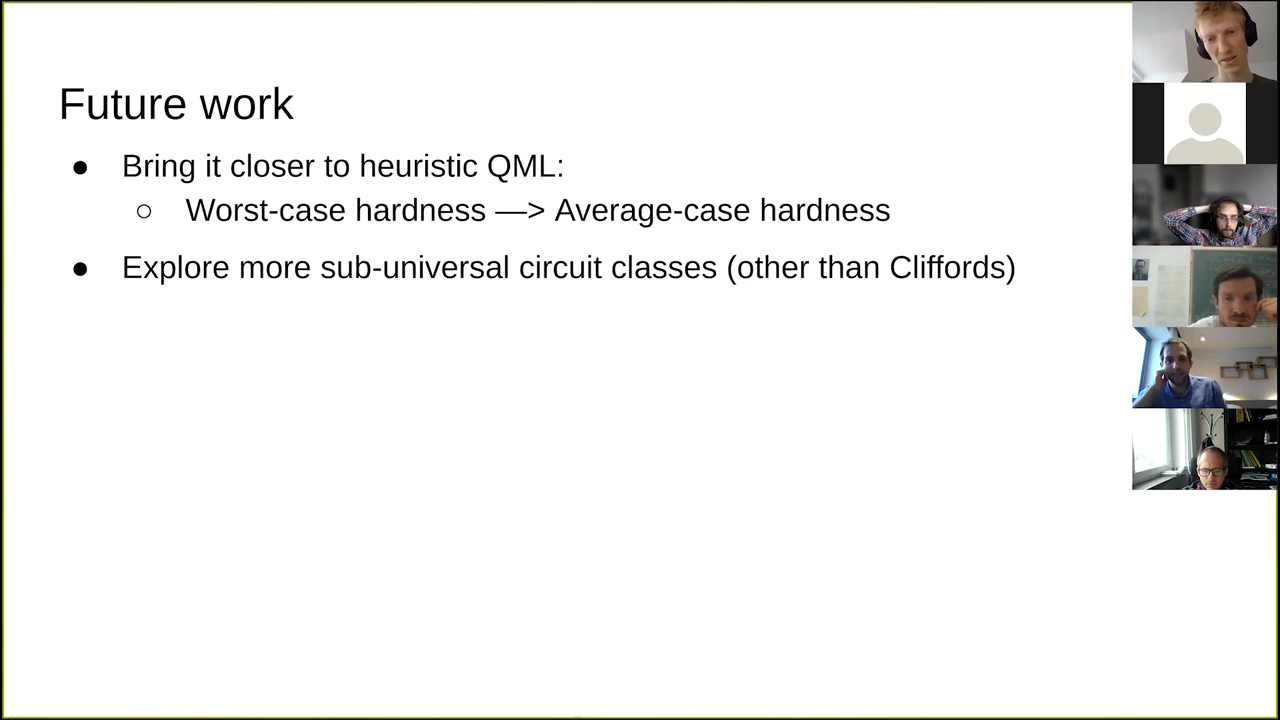 Future work
● Bring it closer to heuristic QML:
○ Worst-case hardness —> Average-case hardness
● Explore more sub-universal circuit classes (other than Cliffords)